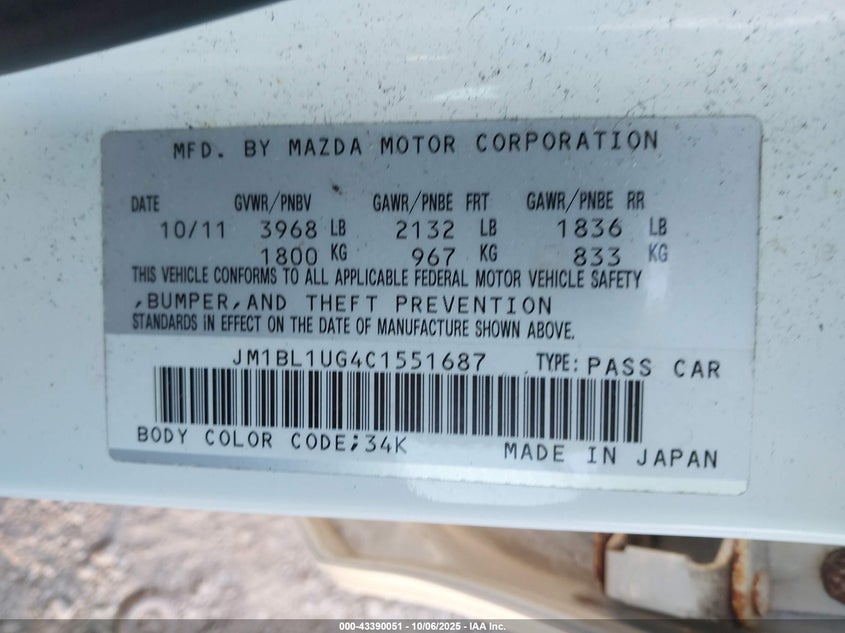 MFD. BY MAZDA MOTOR CORPORATION
DATE GVWR/PNBV GAWR/PNBE FRT GAWR/PNBE RR
10/11 3968 LB 2132 LB 1836 LB
1800 KG 967 KG 833 KG
THIS VEHICLE CONFORMS TO ALL APPLICABLE FEDERAL MOTOR VEHICLE SAFETY
,BUMPER,AND THEFT PREVENTION
STANDARDS IN EFFECT ON THE DATE OF MANUFACTURE SHOWN ABOVE.
JM1BL1UG4C1551687 TYPE: PASS CAR
BODY COLOR CODE;34K MADE IN JAPAN
000-43390051 - 10/06/2025 - IAA Inc.